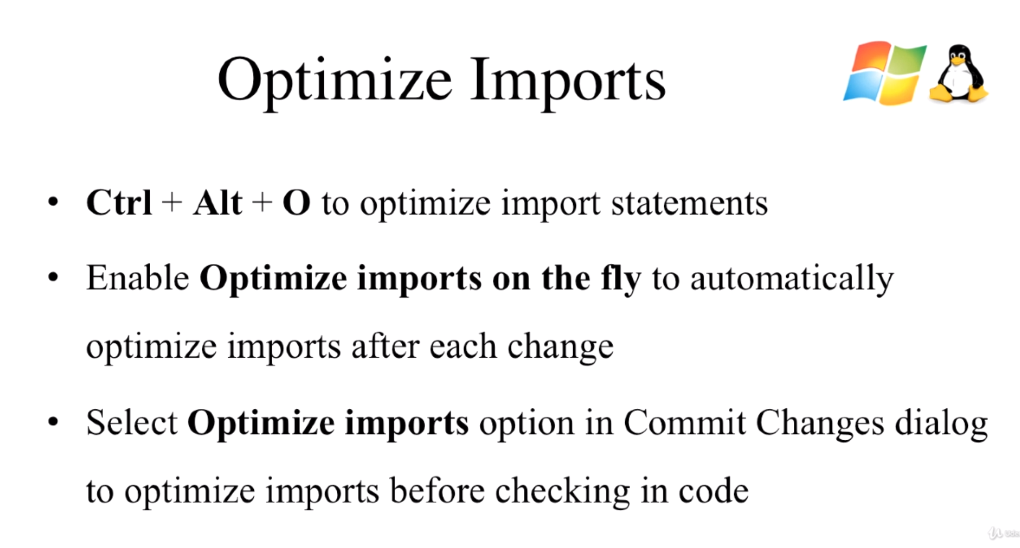 Optimize Imports
• Ctrl + Alt + O to optimize import statements
• Enable Optimize imports on the fly to automatically
optimize imports after each change
• Select Optimize imports option in Commit Changes dialog
to optimize imports before checking in code